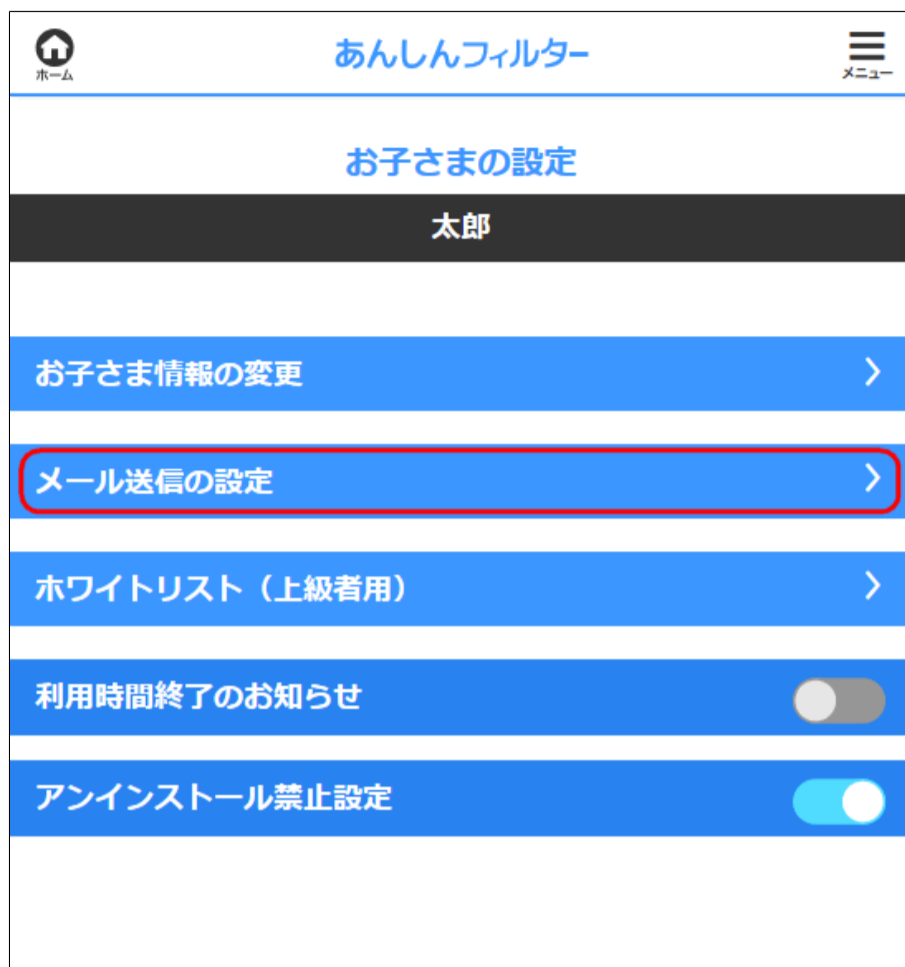 あんしんフィルター
ホーム
メニュー
お子さまの設定
太郎
お子さま情報の変更
メール送信の設定
ホワイトリスト（上級者用）
利用時間終了のお知らせ
アンインストール禁止設定